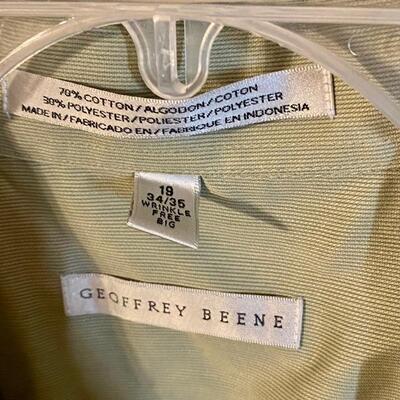 70% COTTON/ALGODON/COTON
30% POLYESTER/POLIESTER/POLYESTER
MADE IN/FABRICADO EN/FABRIQUE EN INDONESIA
19
34/35
WRINKLE
FREE
BIG
GEOFFREY BEENE